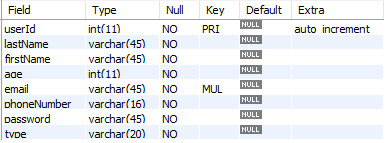 Field Type Null Key Default Extra
userId int(11) NO PRI NULL auto_increment
lastName varchar(45) NO NULL
firstName varchar(45) NO NULL
age int(11) NO NULL
email varchar(45) NO MUL NULL
phoneNumber varchar(16) NO NULL
password varchar(45) NO NULL
type varchar(20) NO NULL